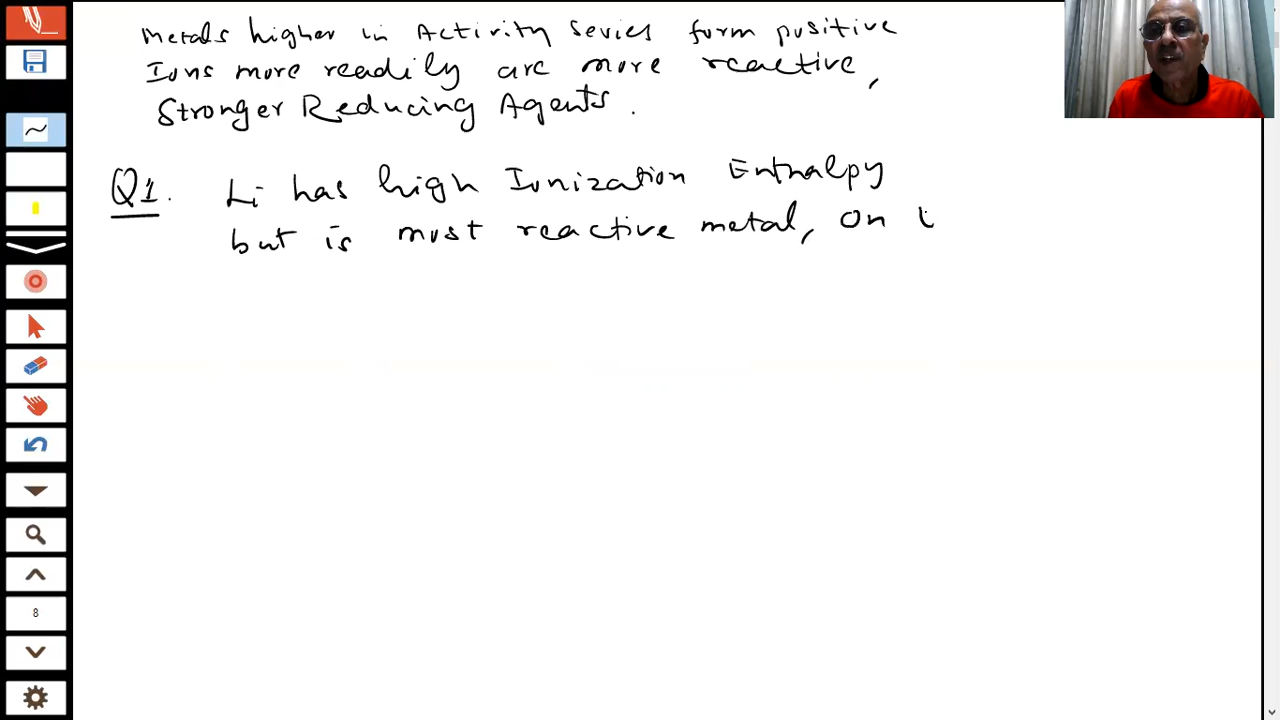 Metals higher in Activity Series form positive
Ions more readily are more reactive,
Stronger Reducing Agents.
Q1. Li has high Ionization Enthalpy
but is most reactive metal, on
8